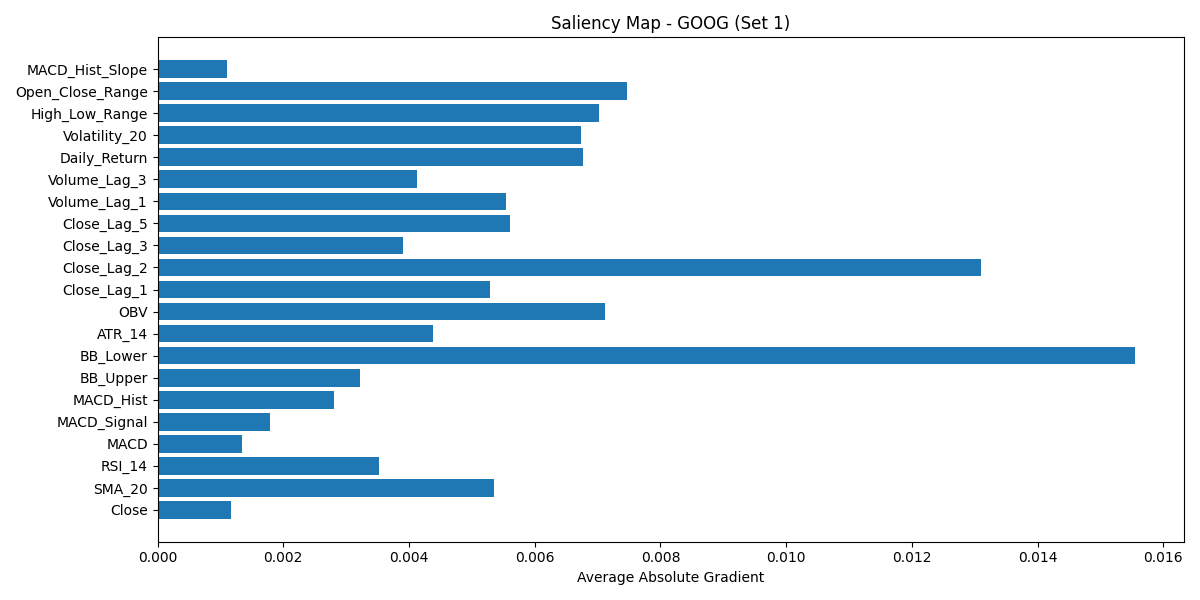 Saliency Map - GOOG (Set 1)
MACD_Hist_Slope
Open_Close_Range
High_Low_Range
Volatility_20
Daily_Return
Volume_Lag_3
Volume_Lag_1
Close_Lag_5
Close_Lag_3
Close_Lag_2
Close_Lag_1
OBV
ATR_14
BB_Lower
BB_Upper
MACD_Hist
MACD_Signal
MACD
RSI_14
SMA_20
Close
0.000 0.002 0.004 0.006 0.008 0.010 0.012 0.014 0.016
Average Absolute Gradient